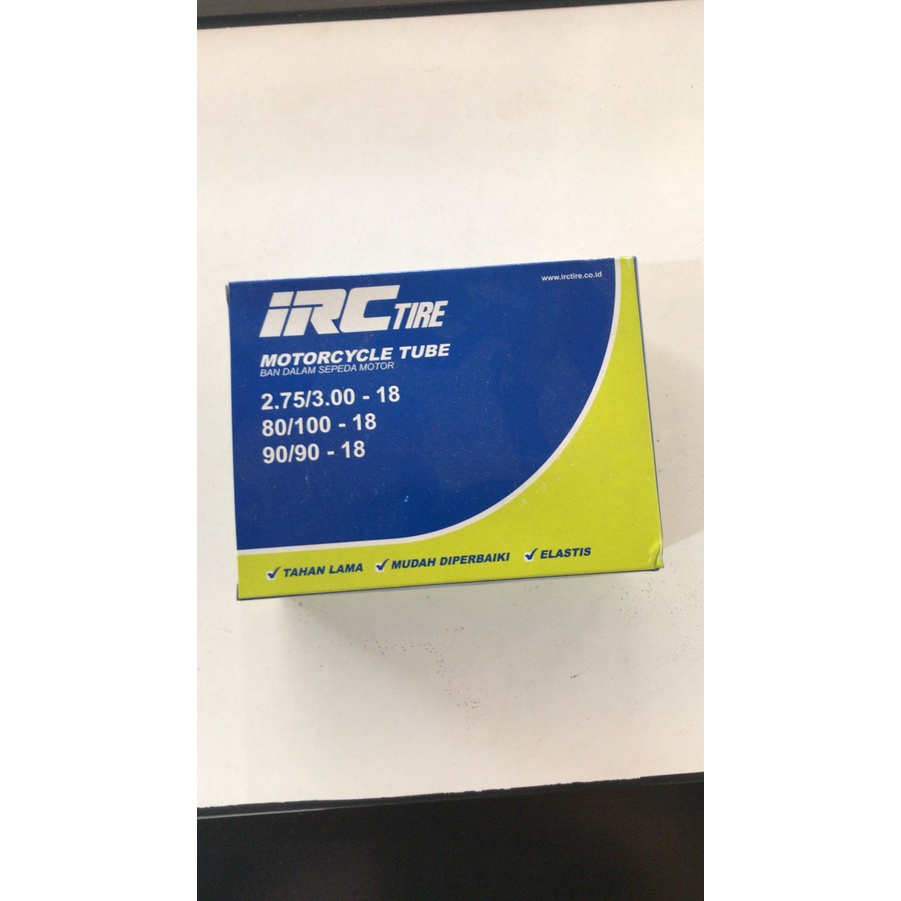 www.irctire.co.id
IRC TIRE
MOTORCYCLE TUBE
BAN DALAM SEPEDA MOTOR
2.75/3.00 - 18
80/100 - 18
90/90 - 18
TAHAN LAMA MUDAH DIPERBAIKI ELASTIS